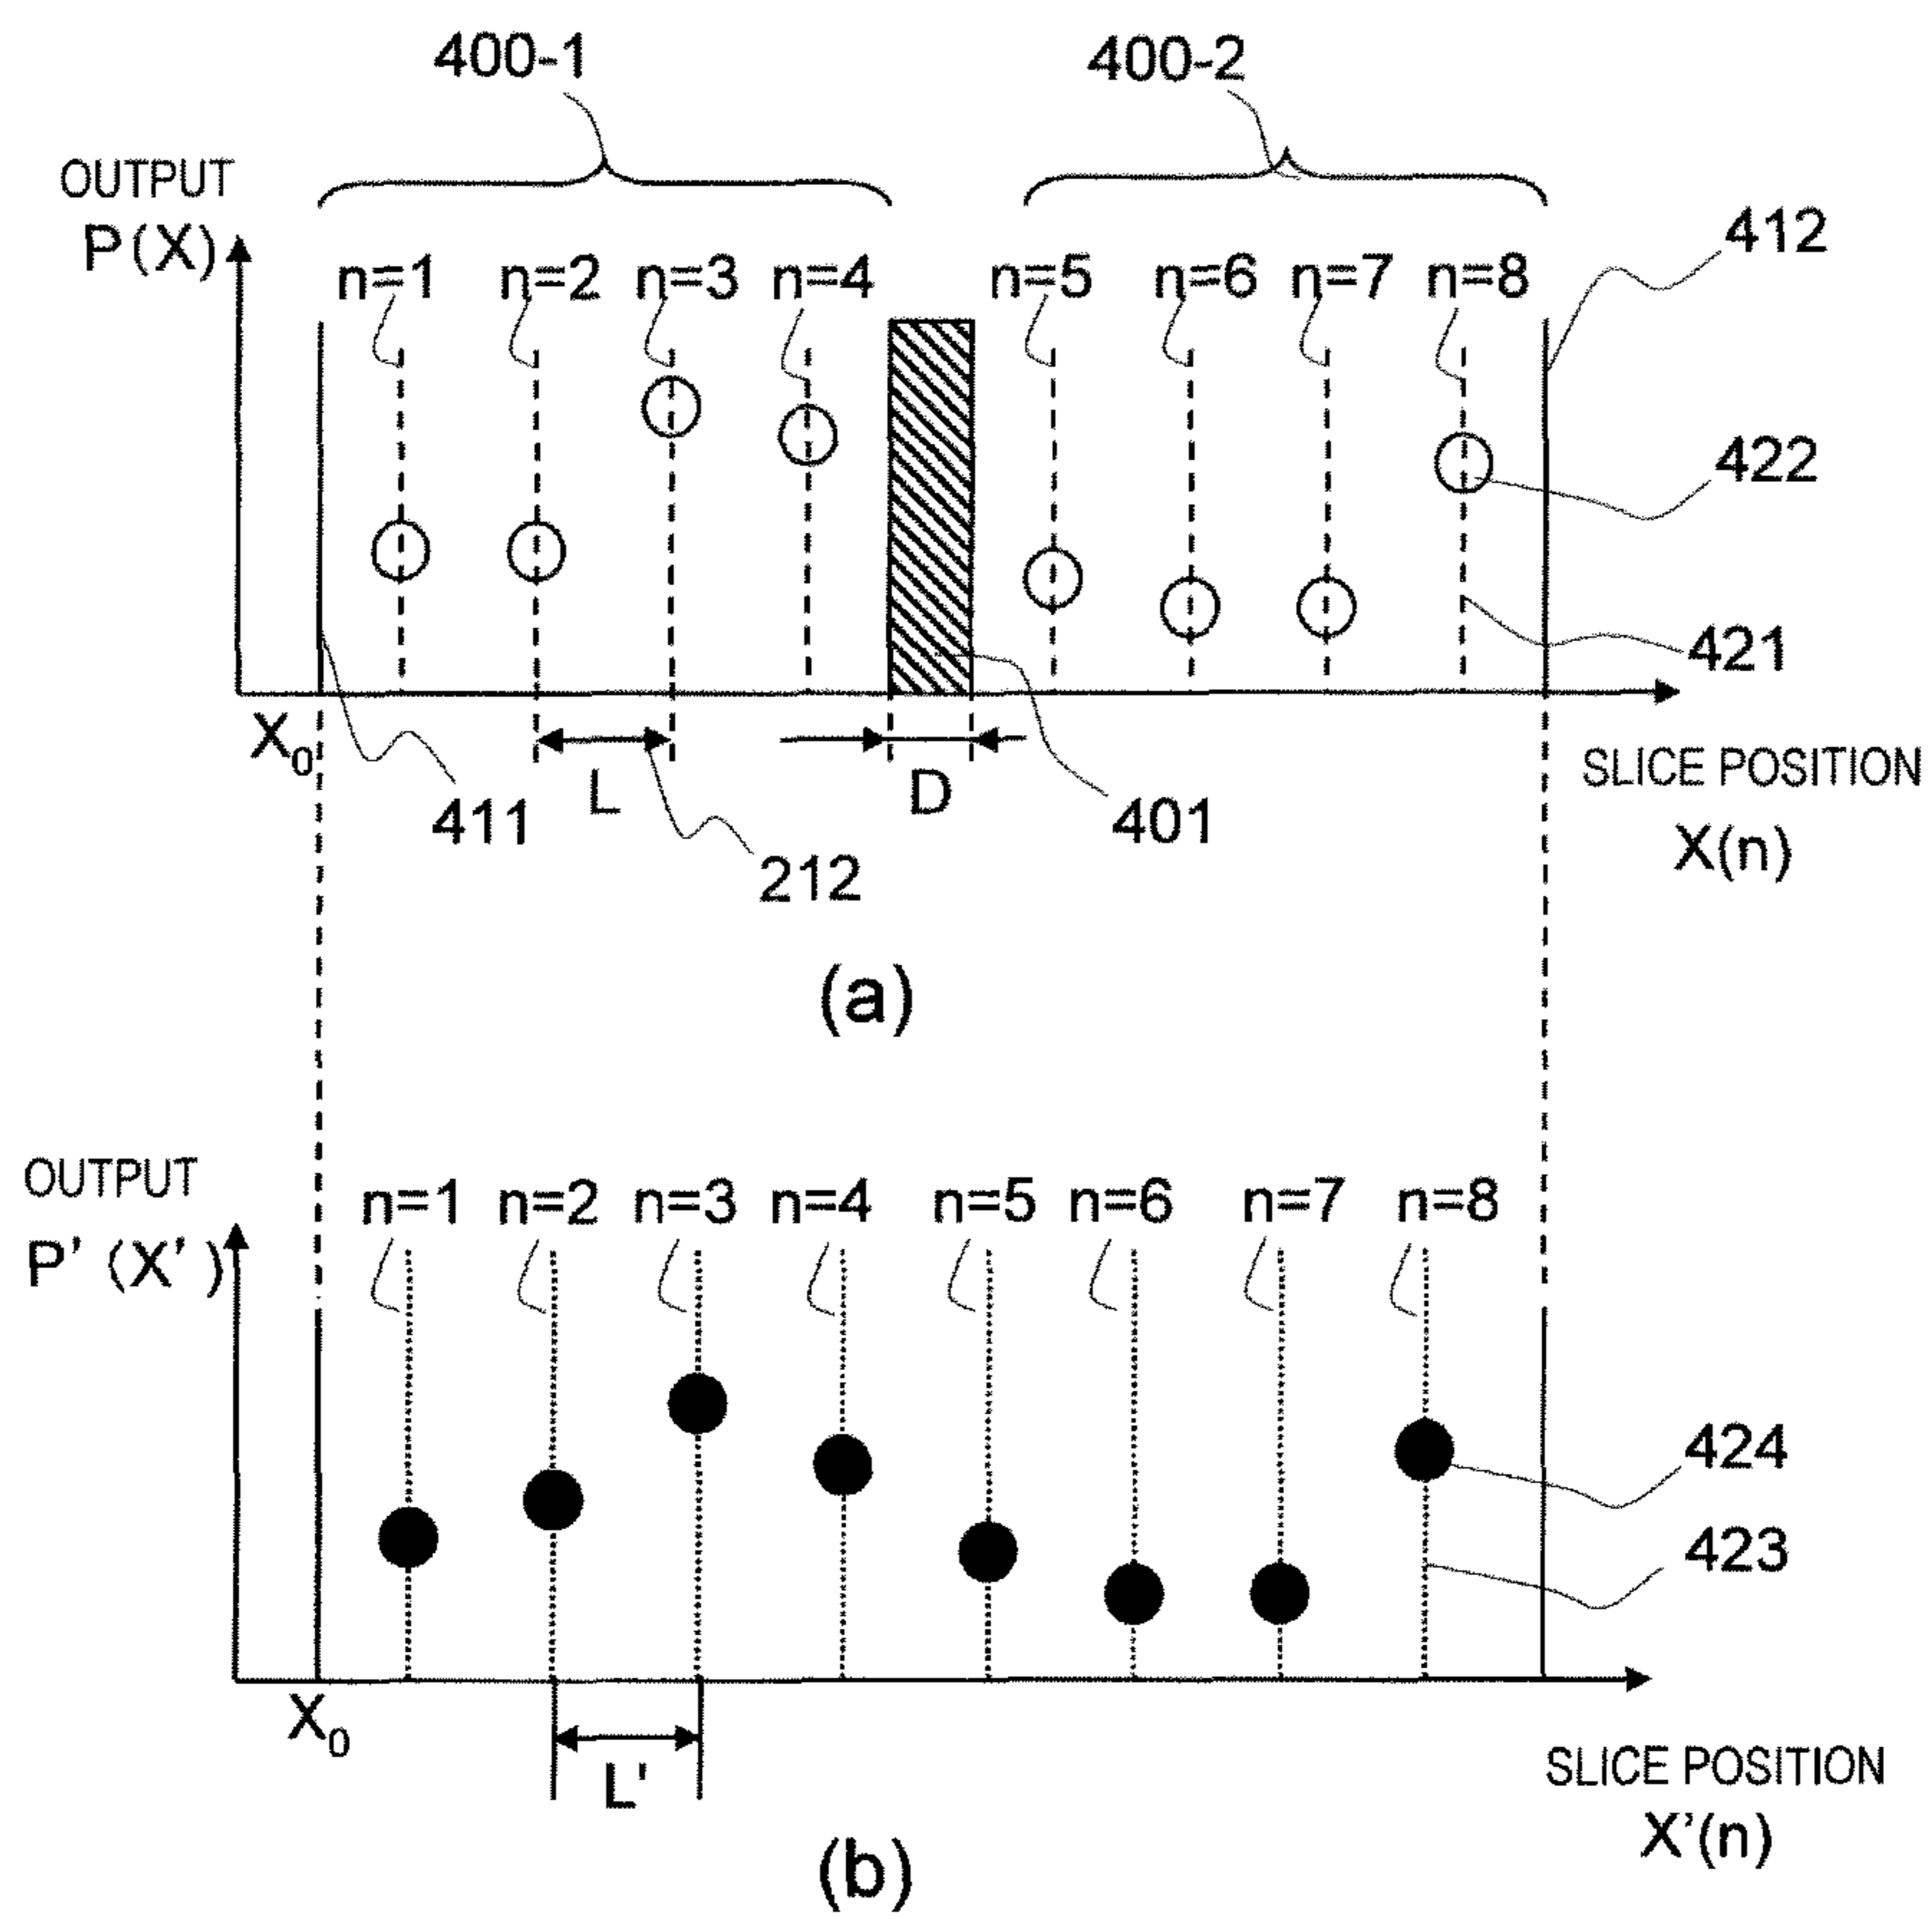 400-1 400-2
OUTPUT
P(X)
412
n=1 n=2 n=3 n=4 n=5 n=6 n=7 n=8
422
421
X0
L D
411 401
212
SLICE POSITION
X(n)
(a)
OUTPUT
P'(X')
n=1 n=2 n=3 n=4 n=5 n=6 n=7 n=8
424
423
X0
L'
SLICE POSITION
X'(n)
(b)